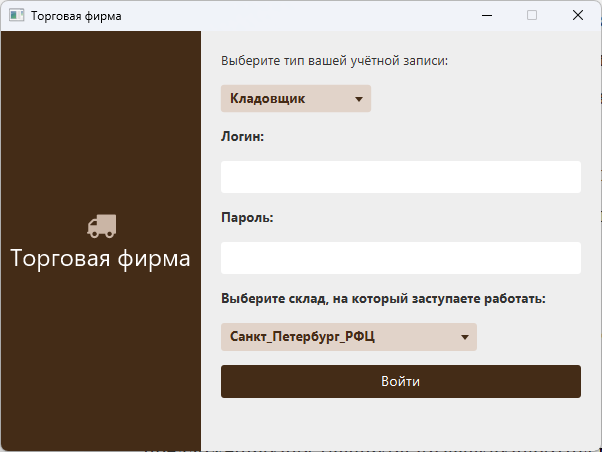 Торговая фирма
Выберите тип вашей учётной записи:
Кладовщик
Логин:
Торговая фирма
Пароль:
Выберите склад, на который заступаете работать:
Санкт_Петербург_РФЦ
Войти